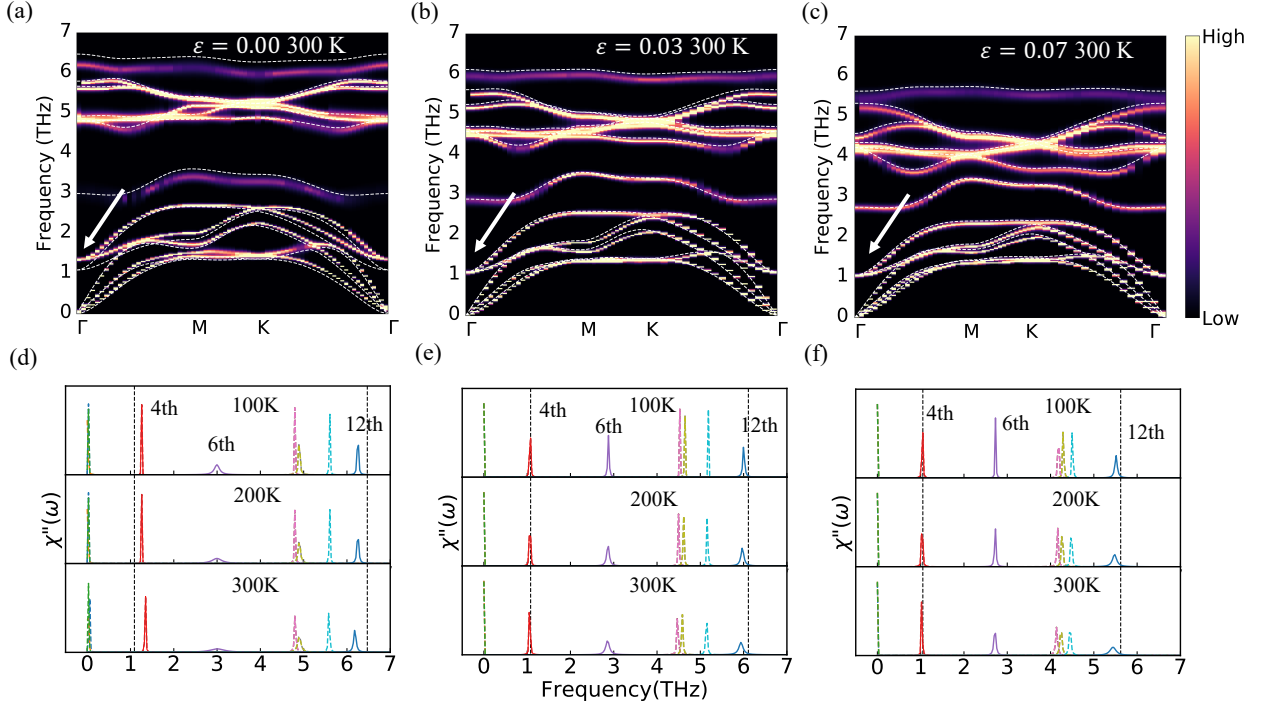 (a)
(b)
(c)
ε = 0.00 300 K
ε = 0.03 300 K
ε = 0.07 300 K
High
Low
7
6
5
4
3
2
1
0
Frequency (THz)
Γ M K Γ
7
6
5
4
3
2
1
0
Frequency (THz)
Γ M K Γ
7
6
5
4
3
2
1
0
Frequency (THz)
Γ M K Γ
(d)
(e)
(f)
4th
6th
100K
12th
200K
300K
χ"(ω)
0 1 2 3 4 5 6 7
4th
6th
100K
12th
200K
300K
χ"(ω)
0 1 2 3 4 5 6 7
4th
6th
100K
12th
200K
300K
χ"(ω)
0 1 2 3 4 5 6 7
Frequency(THz)